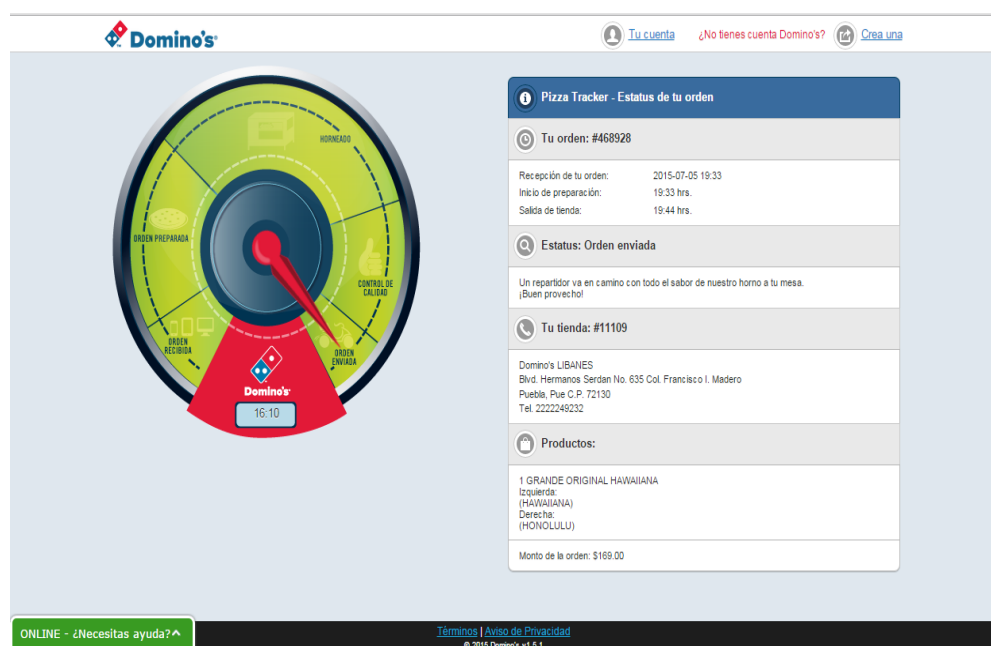 Domino's
Tu cuenta
¿No tienes cuenta Domino's?
Crea una
HORNEADO
ORDEN PREPARADA
CONTROL DE
CALIDAD
ORDEN
RECIBIDA
ORDEN
ENVIADA
Domino's
16:10
Pizza Tracker - Estatus de tu orden
Tu orden: #468928
Recepción de tu orden: 2015-07-05 19:33
Inicio de preparación: 19:33 hrs.
Salida de tienda: 19:44 hrs.
Estatus: Orden enviada
Un repartidor va en camino con todo el sabor de nuestro horno a tu mesa.
¡Buen provecho!
Tu tienda: #11109
Domino's LIBANES
Blvd. Hermanos Serdan No. 635 Col. Francisco I. Madero
Puebla, Pue C.P. 72130
Tel. 2222249232
Productos:
1 GRANDE ORIGINAL HAWAIIANA
Izquierda:
(HAWAIIANA)
Derecha:
(HONOLULU)
Monto de la orden: $169.00
ONLINE - ¿Necesitas ayuda?
Términos | Aviso de Privacidad
© 2015 Domino's v1.5.1